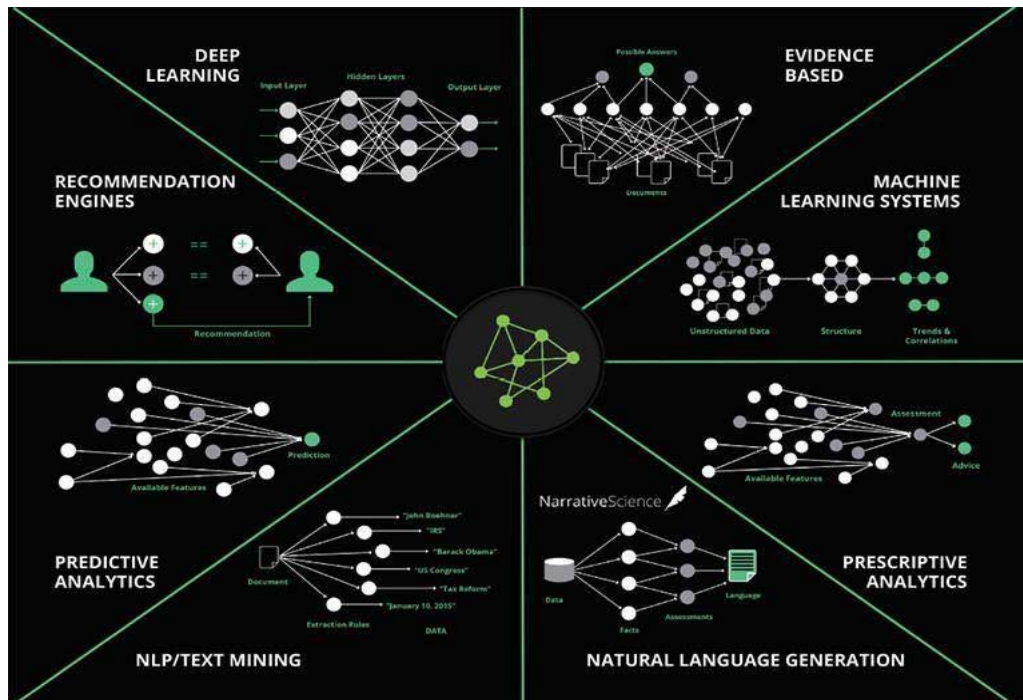 DEEP
LEARNING
Input Layer
Hidden Layers
Output Layer
EVIDENCE
BASED
Possible Answers
Documents
RECOMMENDATION
ENGINES
Recommendation
MACHINE
LEARNING SYSTEMS
Unstructured Data
Structure
Trends &
Correlations
Prediction
Available Features
PREDICTIVE
ANALYTICS
Assessment
Advice
Available Features
PRESCRIPTIVE
ANALYTICS
Document
"John Boehner"
"IRS"
"Barack Obama"
"US Congress"
"Tax Reform"
"January 10, 2015"
Extraction Rules
DATA
NLP/TEXT MINING
NarrativeScience
Data
Facts
Assessments
Language
NATURAL LANGUAGE GENERATION